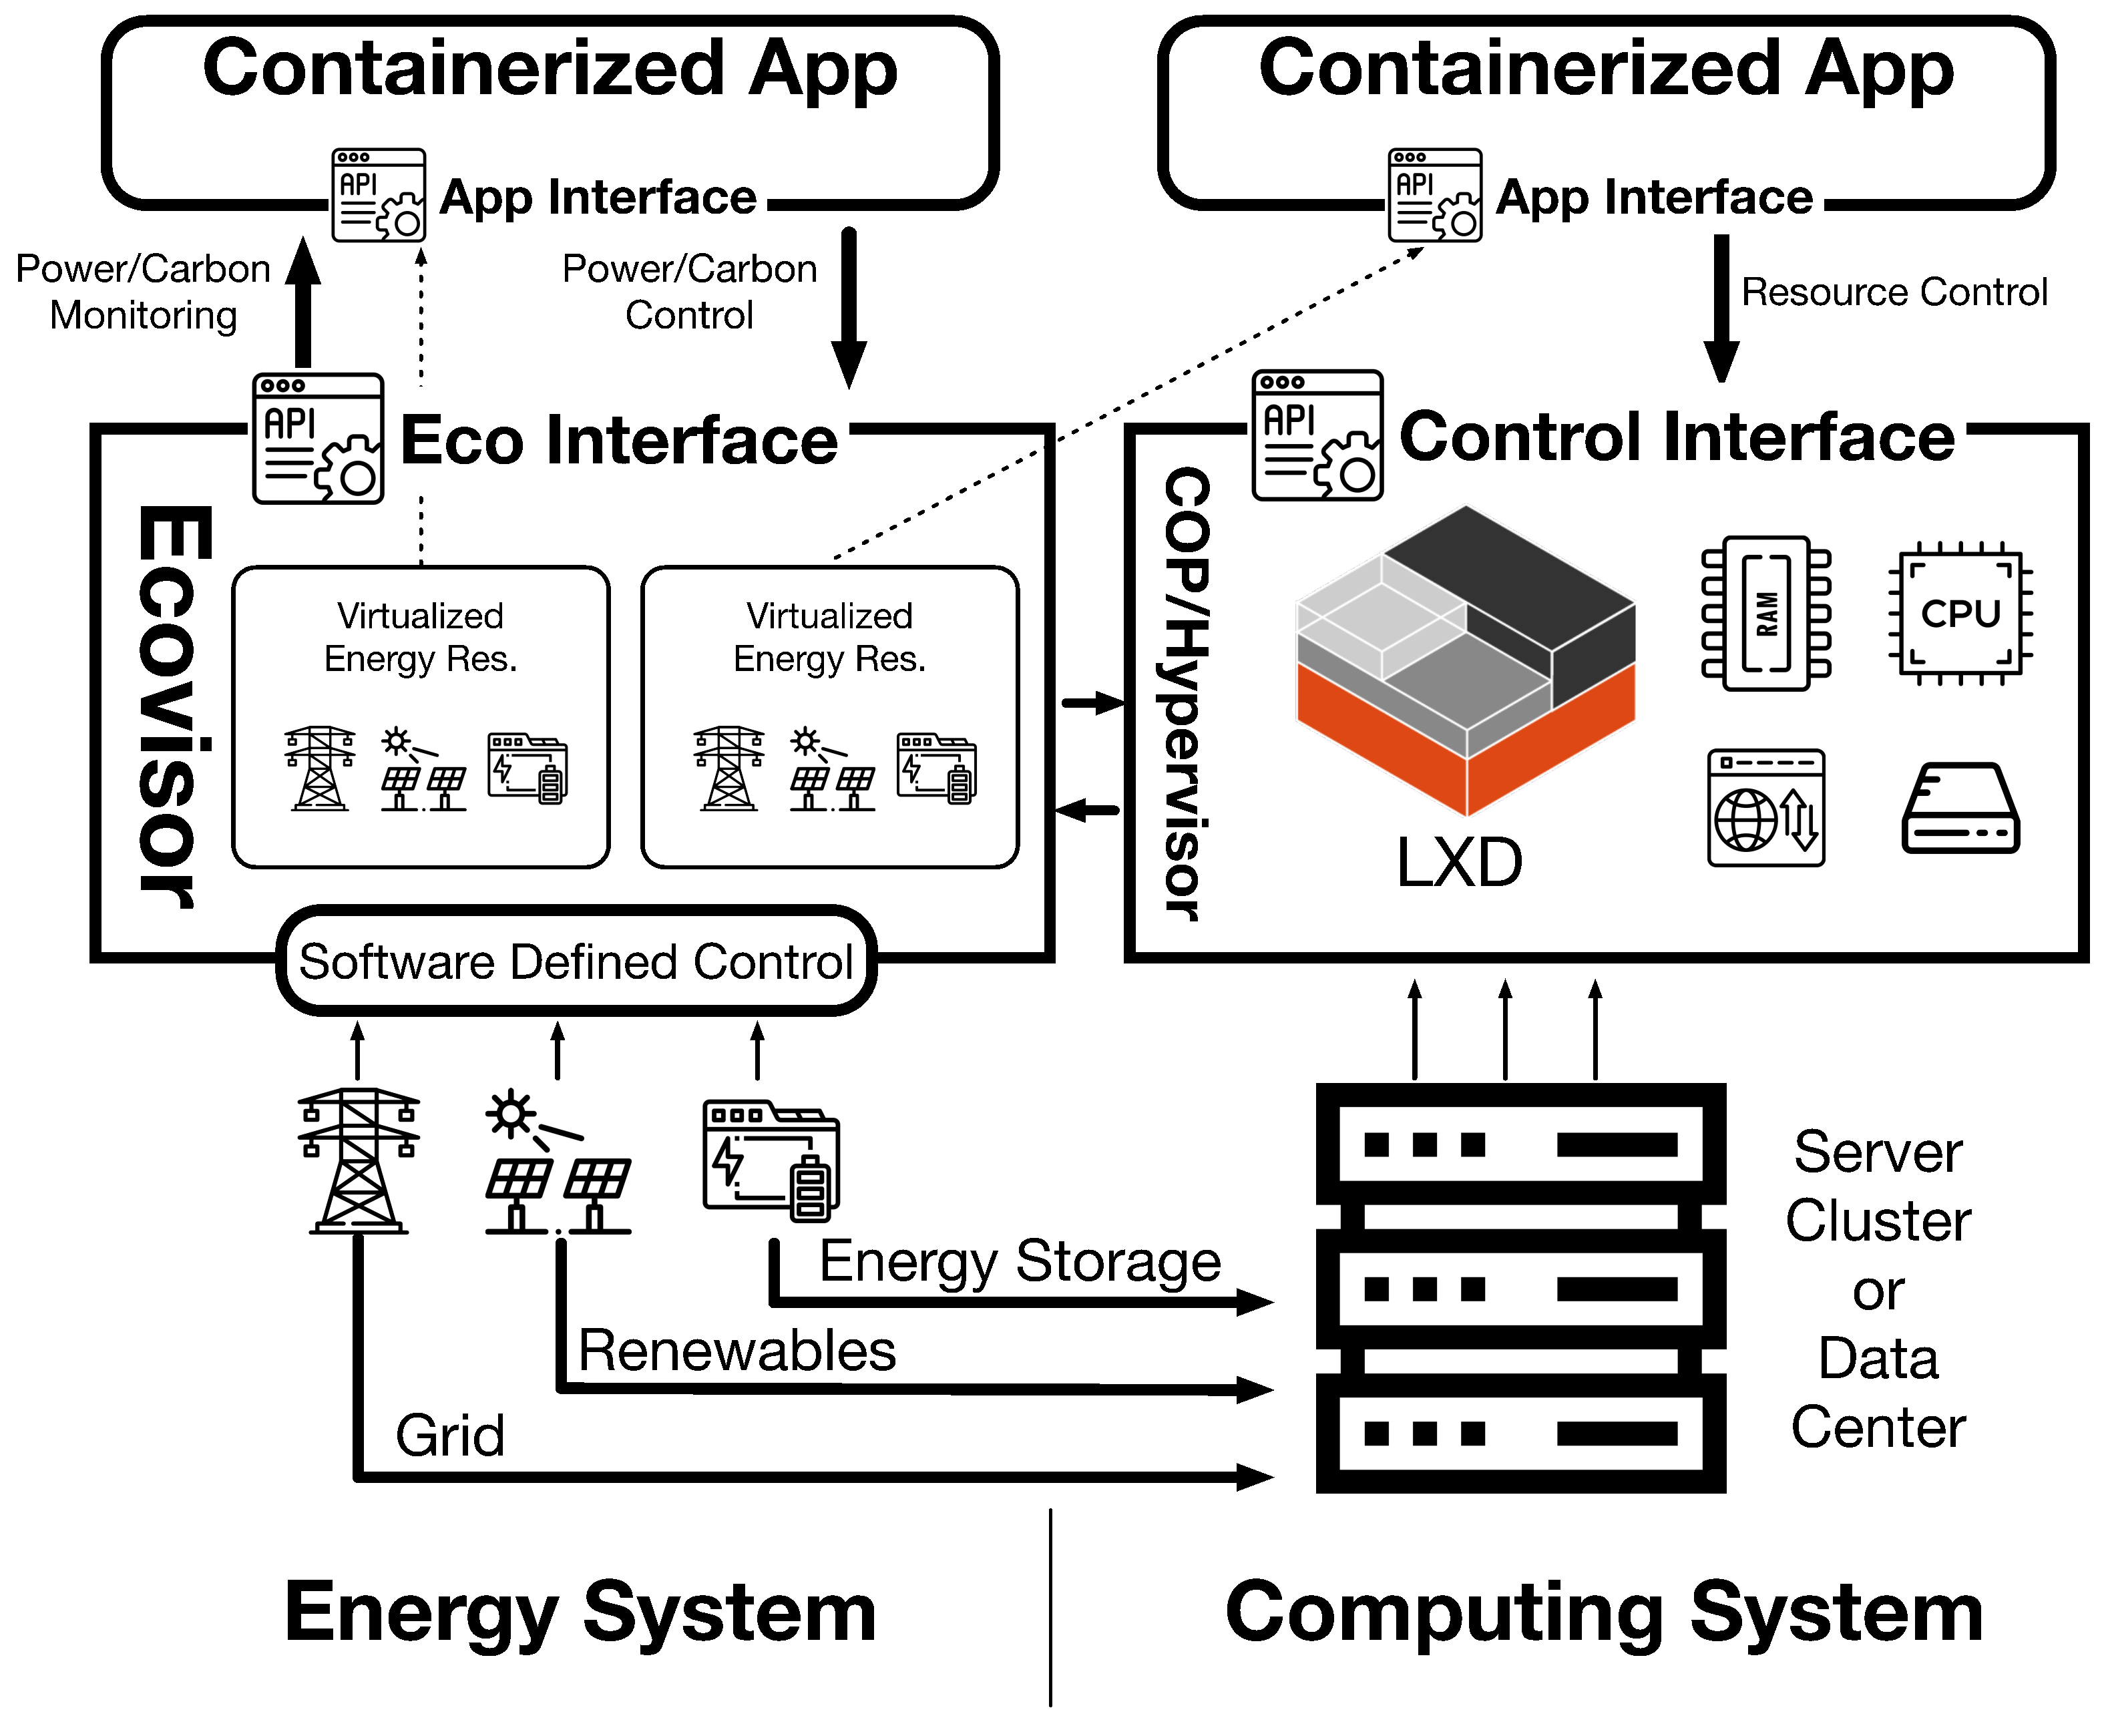 Containerized App
API
App Interface
Containerized App
API
App Interface
Power/Carbon
Monitoring
Power/Carbon
Control
Resource Control
API
Eco Interface
API
Control Interface
Ecovisor
Virtualized
Energy Res.
Virtualized
Energy Res.
COP/Hypervisor
LXD
RAM
CPU
Software Defined Control
Energy Storage
Renewables
Grid
Server
Cluster
or
Data
Center
Energy System
Computing System